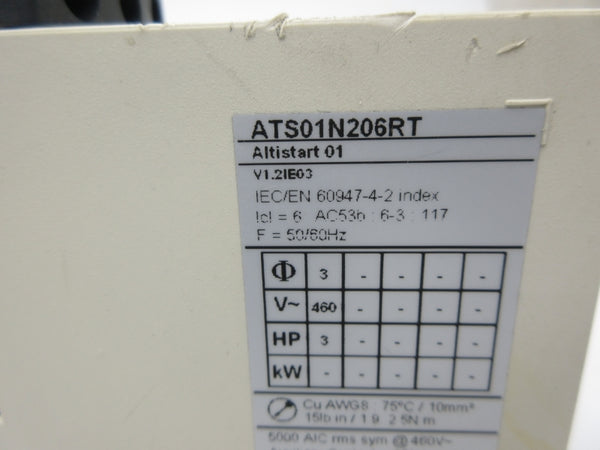 ATS01N206RT
Altistart 01
V1.2IE03
IEC/EN 60947-4-2 index
Icl = 6 AC53b : 6-3 : 117
F = 50/60Hz
Φ 3 - - - -
V~ 460 - - - -
HP 3 - - - -
kW - - - - -
Cu AWG8 : 75°C / 10mm²
15lb in / 1 9 2 5N m
5000 AIC rms sym @ 460V~